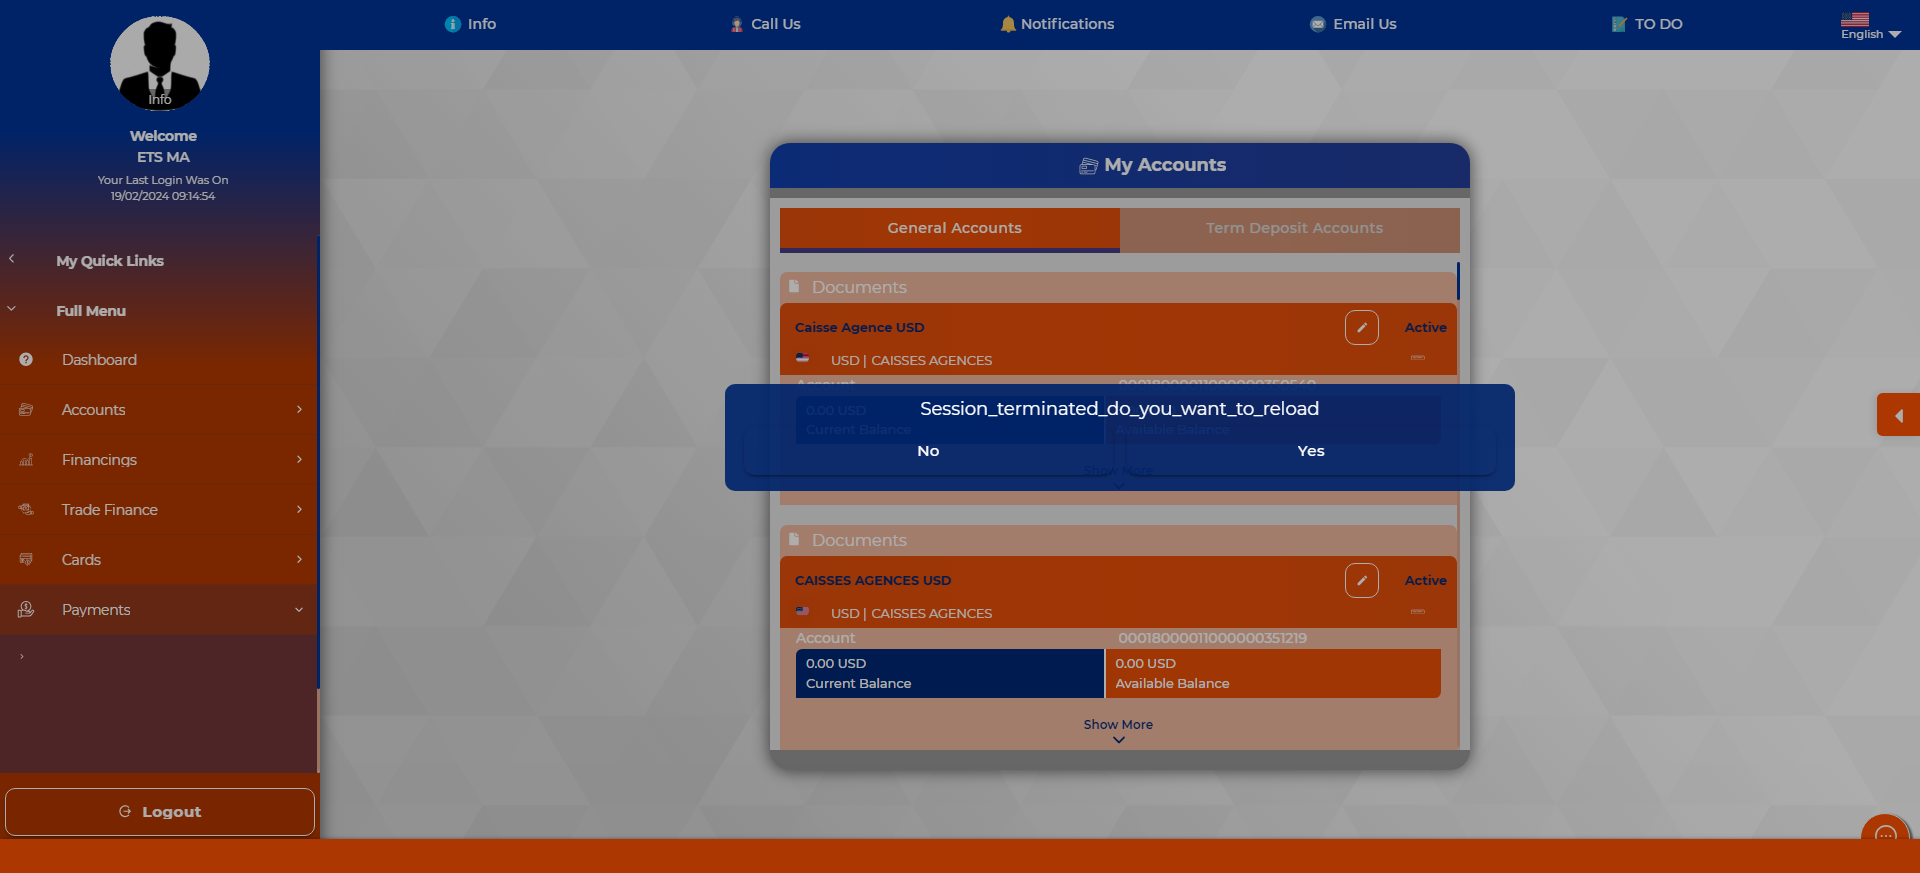 Info
Call Us
Notifications
Email Us
TO DO
English
Info
Welcome
ETS MA
Your Last Login Was On
19/02/2024 09:14:54
My Quick Links
Full Menu
Dashboard
Accounts
Financings
Trade Finance
Cards
Payments
Logout
My Accounts
General Accounts
Term Deposit Accounts
Documents
Caisse Agence USD
Active
USD | CAISSES AGENCES
Account
0.00 USD
Current Balance
Available Balance
Session_terminated_do_you_want_to_reload
No
Yes
Show More
Documents
CAISSES AGENCES USD
Active
USD | CAISSES AGENCES
Account
00018000011000000351219
0.00 USD
Current Balance
0.00 USD
Available Balance
Show More